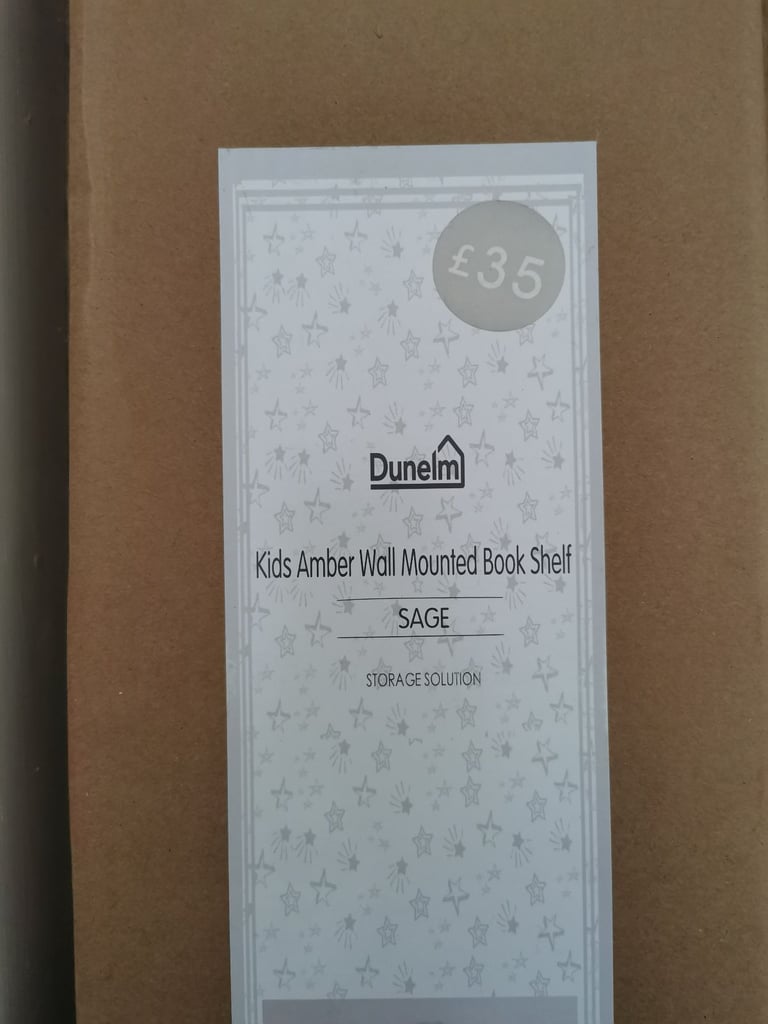 £35
Dunelm
Kids Amber Wall Mounted Book Shelf
SAGE
STORAGE SOLUTION